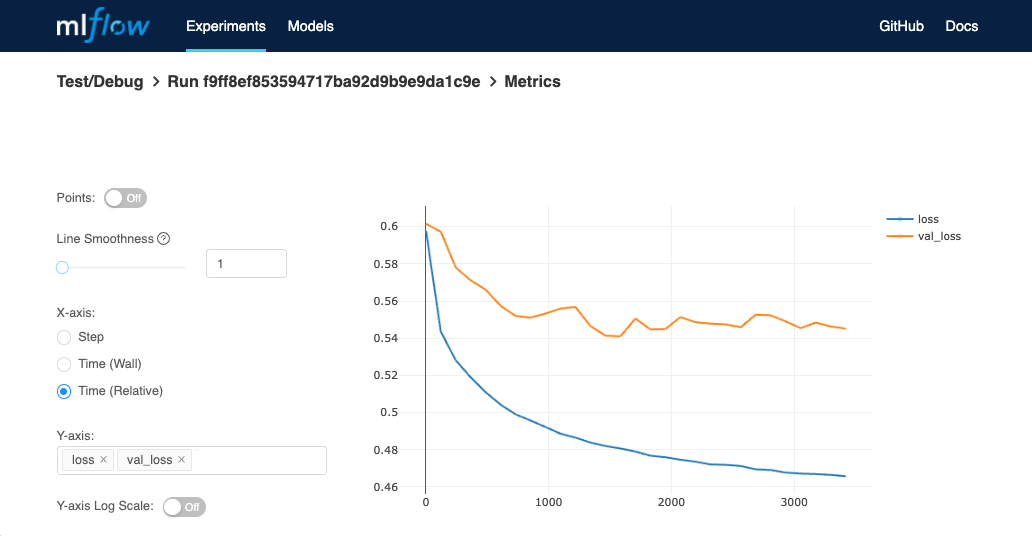 mlflow Experiments Models GitHub Docs
Test/Debug > Run f9ff8ef853594717ba92d9b9e9da1c9e > Metrics
Points: Off
Line Smoothness ?
1
X-axis:
Step
Time (Wall)
Time (Relative)
Y-axis:
loss × val_loss ×
Y-axis Log Scale: Off
0.6
0.58
0.56
0.54
0.52
0.5
0.48
0.46
0 1000 2000 3000
loss
val_loss